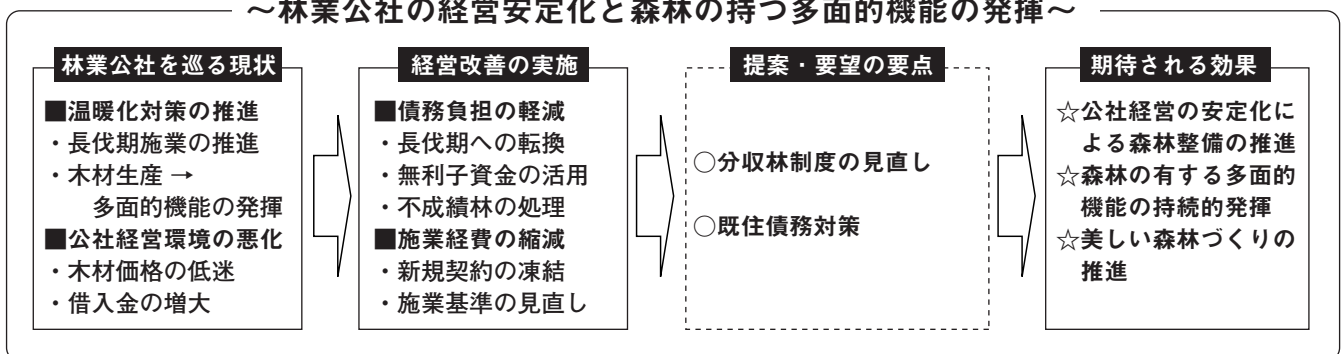 ～林業公社の経営安定化と森林の持つ多面的機能の発揮～
林業公社を巡る現状
■温暖化対策の推進
・長伐期施業の推進
・木材生産 →
多面的機能の発揮
■公社経営環境の悪化
・木材価格の低迷
・借入金の増大
経営改善の実施
■債務負担の軽減
・長伐期への転換
・無利子資金の活用
・不成績林の処理
■施業経費の縮減
・新規契約の凍結
・施業基準の見直し
提案・要望の要点
○分収林制度の見直し
○既住債務対策
期待される効果
☆公社経営の安定化に
よる森林整備の推進
☆森林の有する多面的
機能の持続的発揮
☆美しい森林づくりの
推進